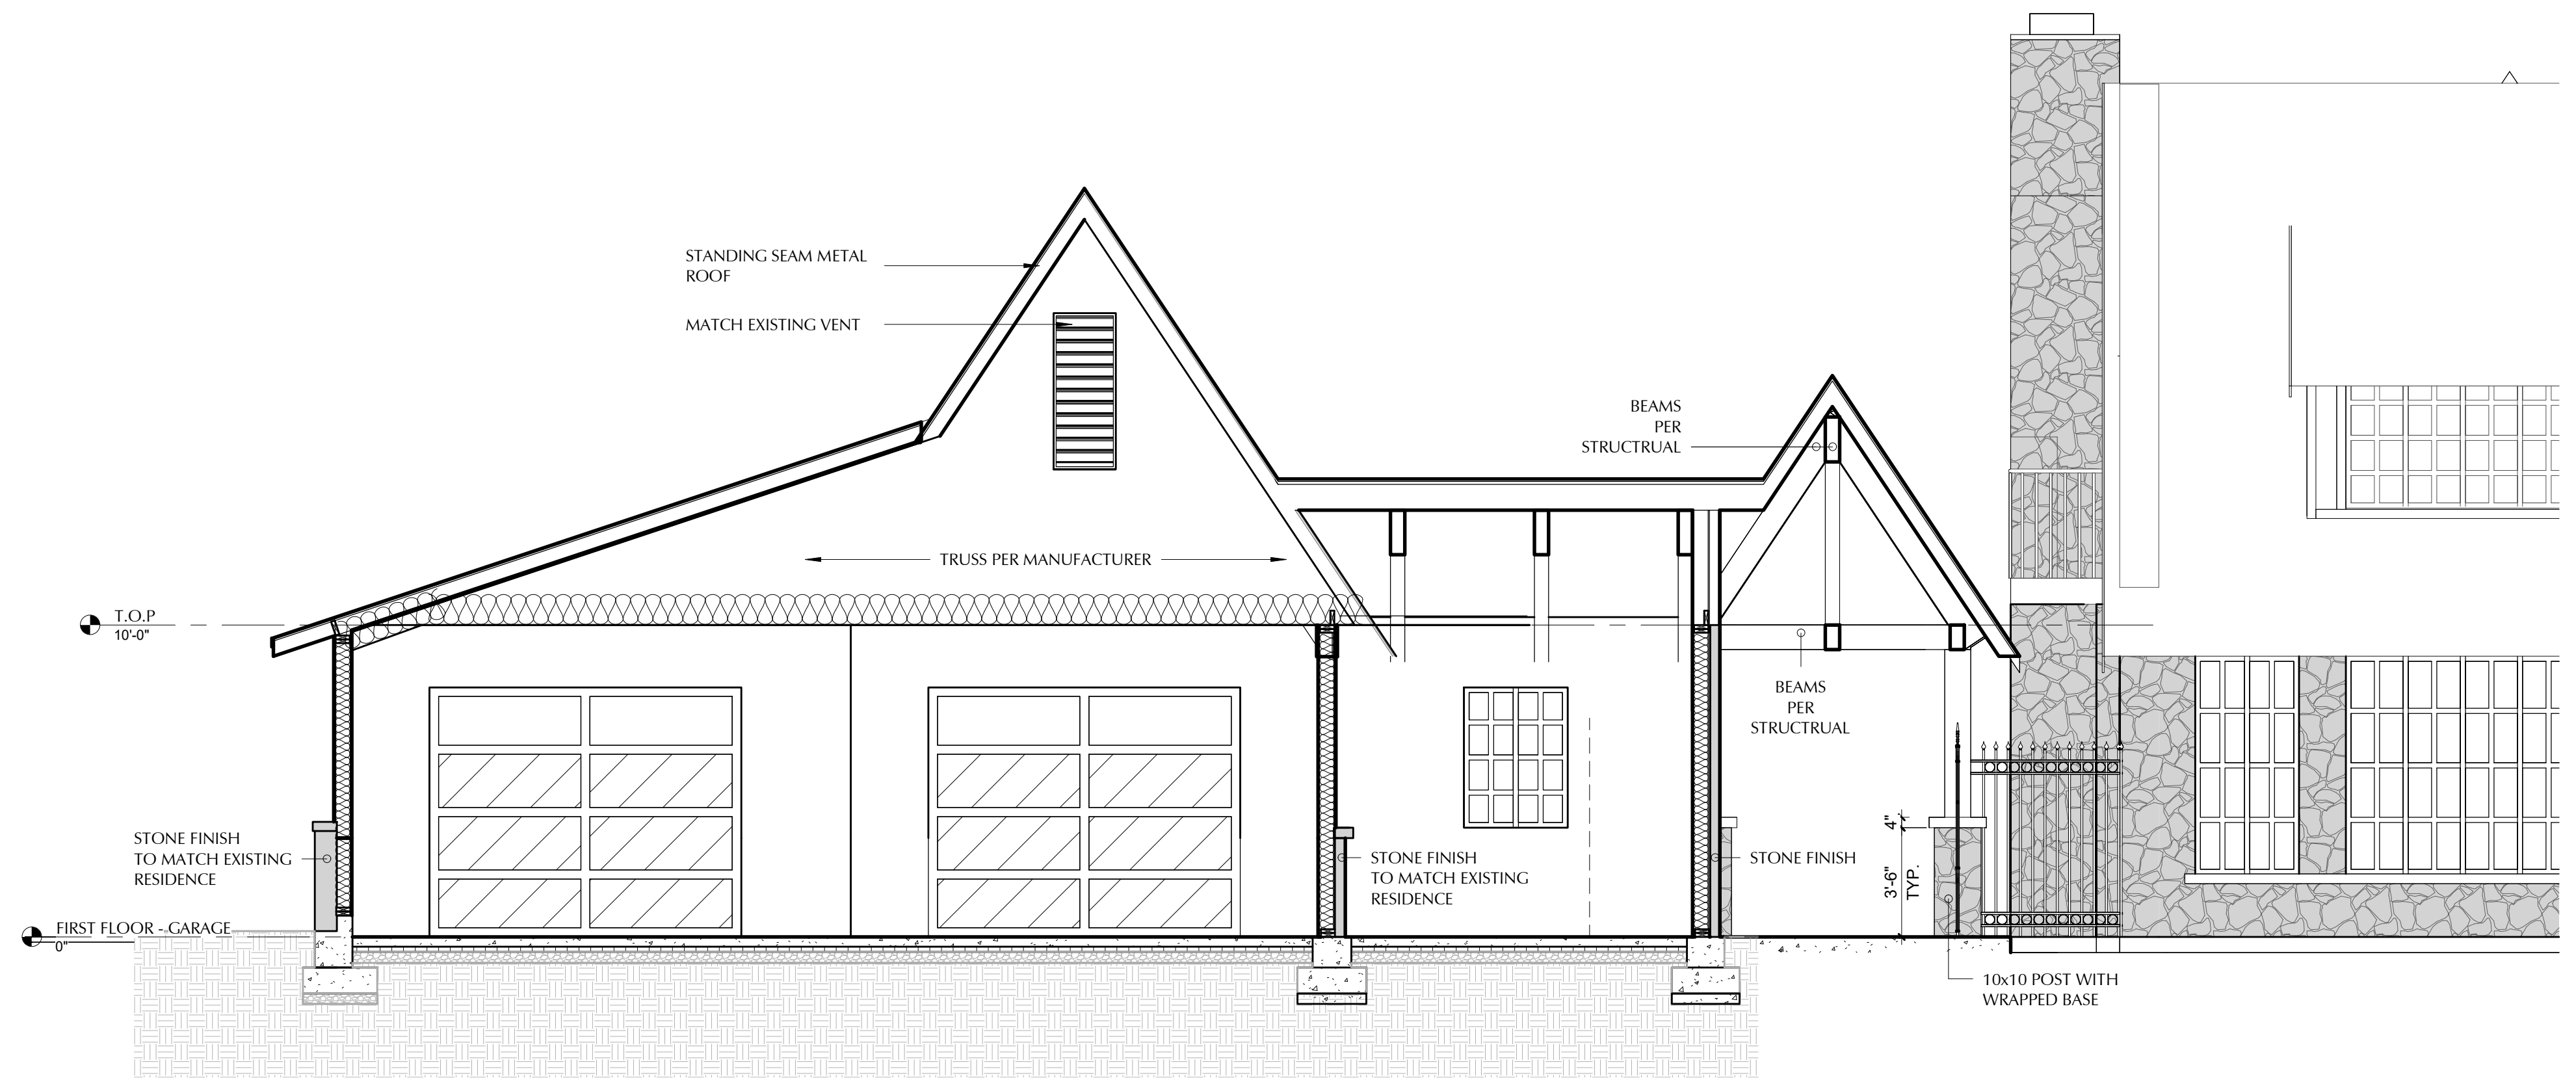 STANDING SEAM METAL
ROOF
MATCH EXISTING VENT
BEAMS
PER
STRUCTRUAL
TRUSS PER MANUFACTURER
T.O.P
10'-0"
BEAMS
PER
STRUCTRUAL
STONE FINISH
TO MATCH EXISTING
RESIDENCE
STONE FINISH
TO MATCH EXISTING
RESIDENCE
STONE FINISH
4"
3'-6"
TYP.
FIRST FLOOR - GARAGE
0"
10x10 POST WITH
WRAPPED BASE